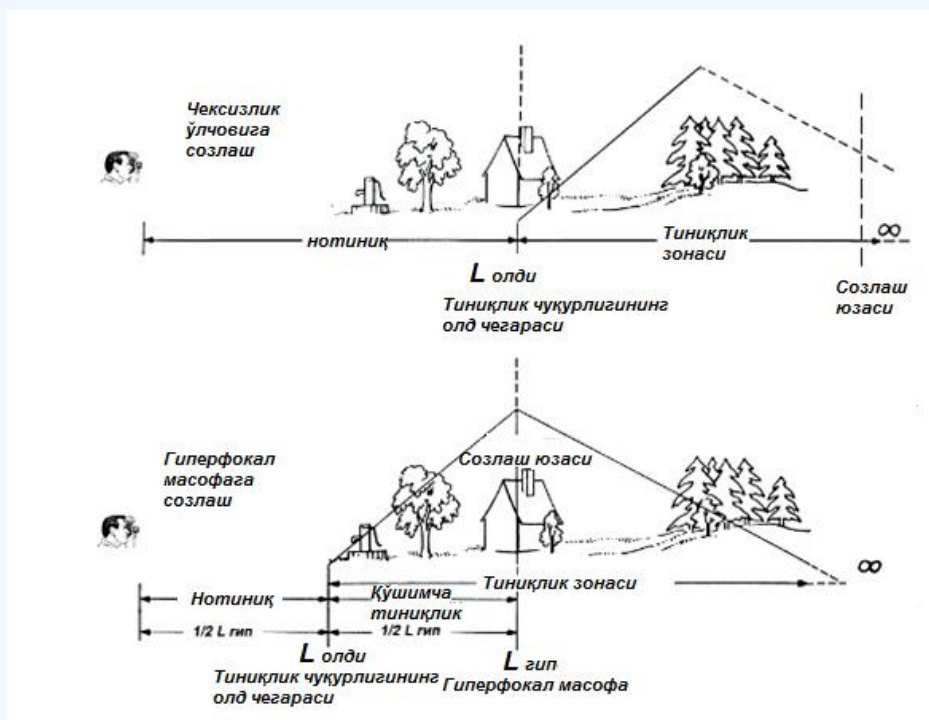 Чексизлик
ўлчовига
созлаш
нотиниқ
Тиниқлик
зонаси
∞
L олди
Тиниқлик чуқурлигининг
олд чегараси
Созлаш
юзаси
Гиперфокал
масофага
созлаш
Созлаш юзаси
∞
Тиниқлик зонаси
Нотиниқ
Қўшимча
тиниқлик
1/2 L гип
1/2 L гип
L олди
Тиниқлик чуқурлигининг
олд чегараси
L гип
Гиперфокал масофа